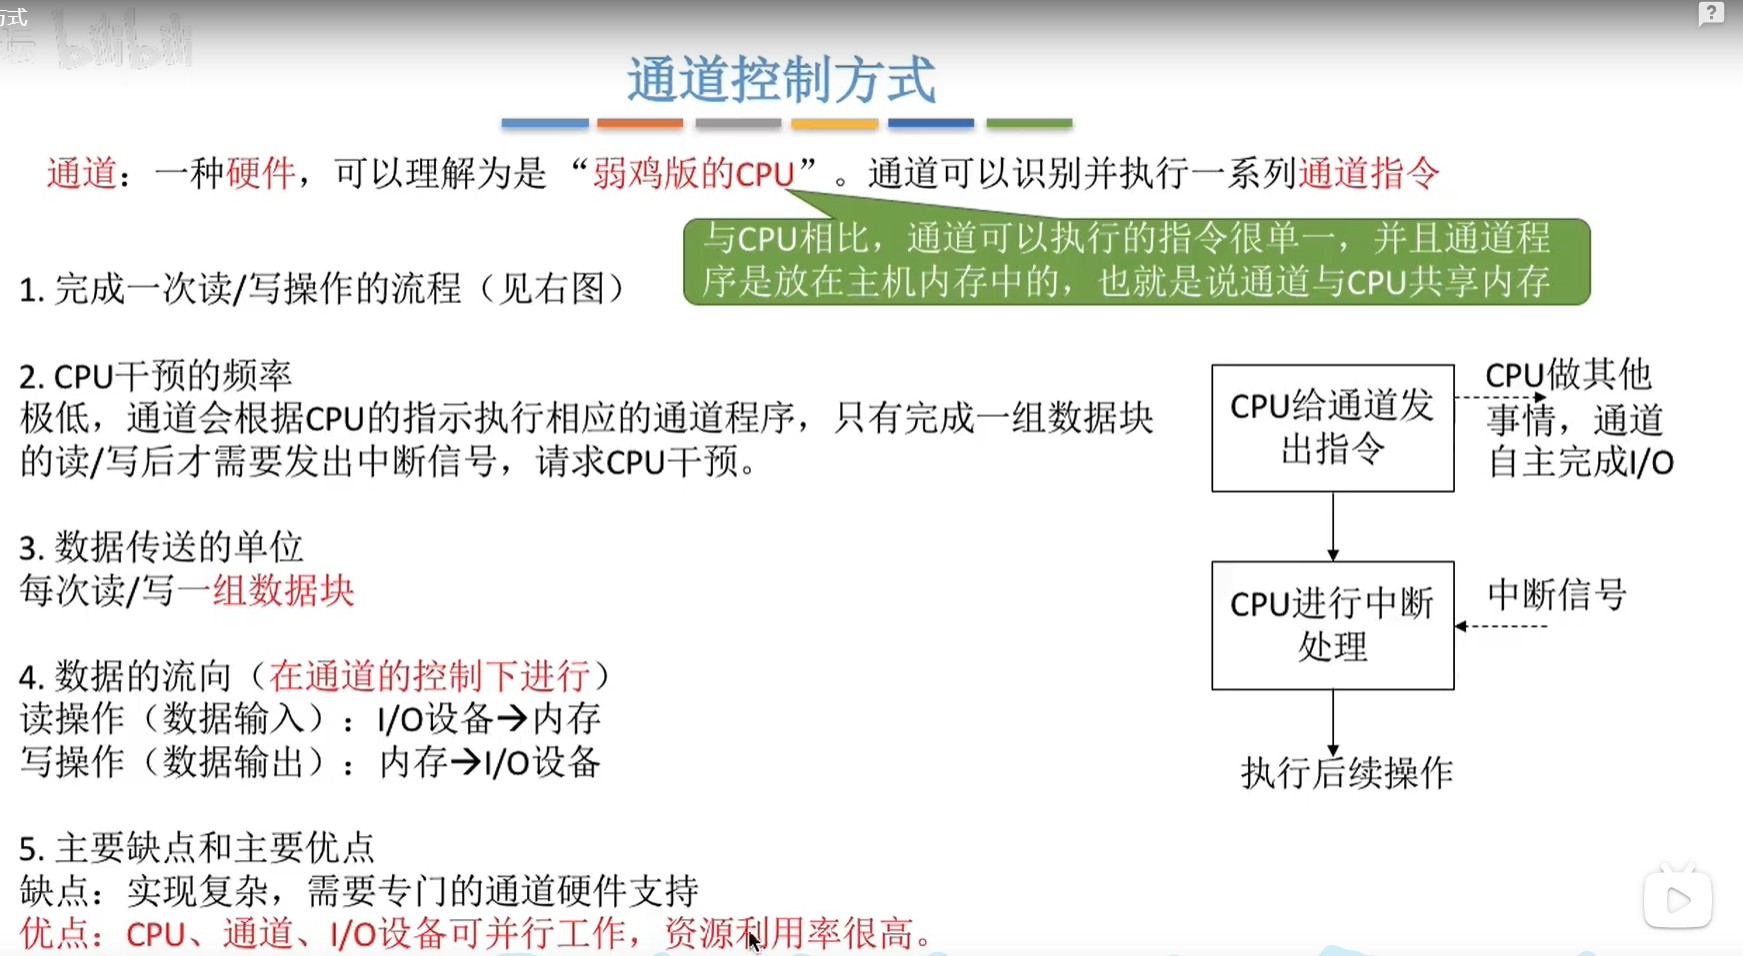 方式
bilibili
通道控制方式
通道：一种硬件，可以理解为是“弱鸡版的CPU”。通道可以识别并执行一系列通道指令
与CPU相比，通道可以执行的指令很单一，并且通道程
序是放在主机内存中的，也就是说通道与CPU共享内存
1. 完成一次读/写操作的流程（见右图）
2. CPU干预的频率
极低，通道会根据CPU的指示执行相应的通道程序，只有完成一组数据块
的读/写后才需要发出中断信号，请求CPU干预。
3. 数据传送的单位
每次读/写一组数据块
4. 数据的流向（在通道的控制下进行）
读操作（数据输入）：I/O设备→内存
写操作（数据输出）：内存→I/O设备
5. 主要缺点和主要优点
缺点：实现复杂，需要专门的通道硬件支持
优点：CPU、通道、I/O设备可并行工作，资源利用率很高。
CPU给通道发
出指令
CPU做其他
事情，通道
自主完成I/O
CPU进行中断
处理
中断信号
执行后续操作